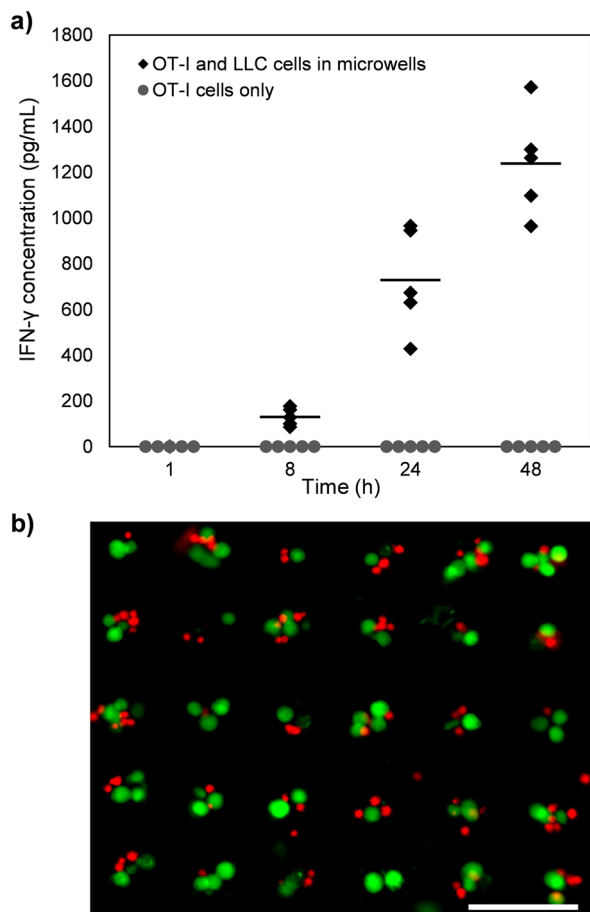 a)
1800
1600
1400
1200
1000
800
600
400
200
0
IFN-γ concentration (pg/mL)
OT-I and LLC cells in microwells
OT-I cells only
1 8 24 48
Time (h)
b)